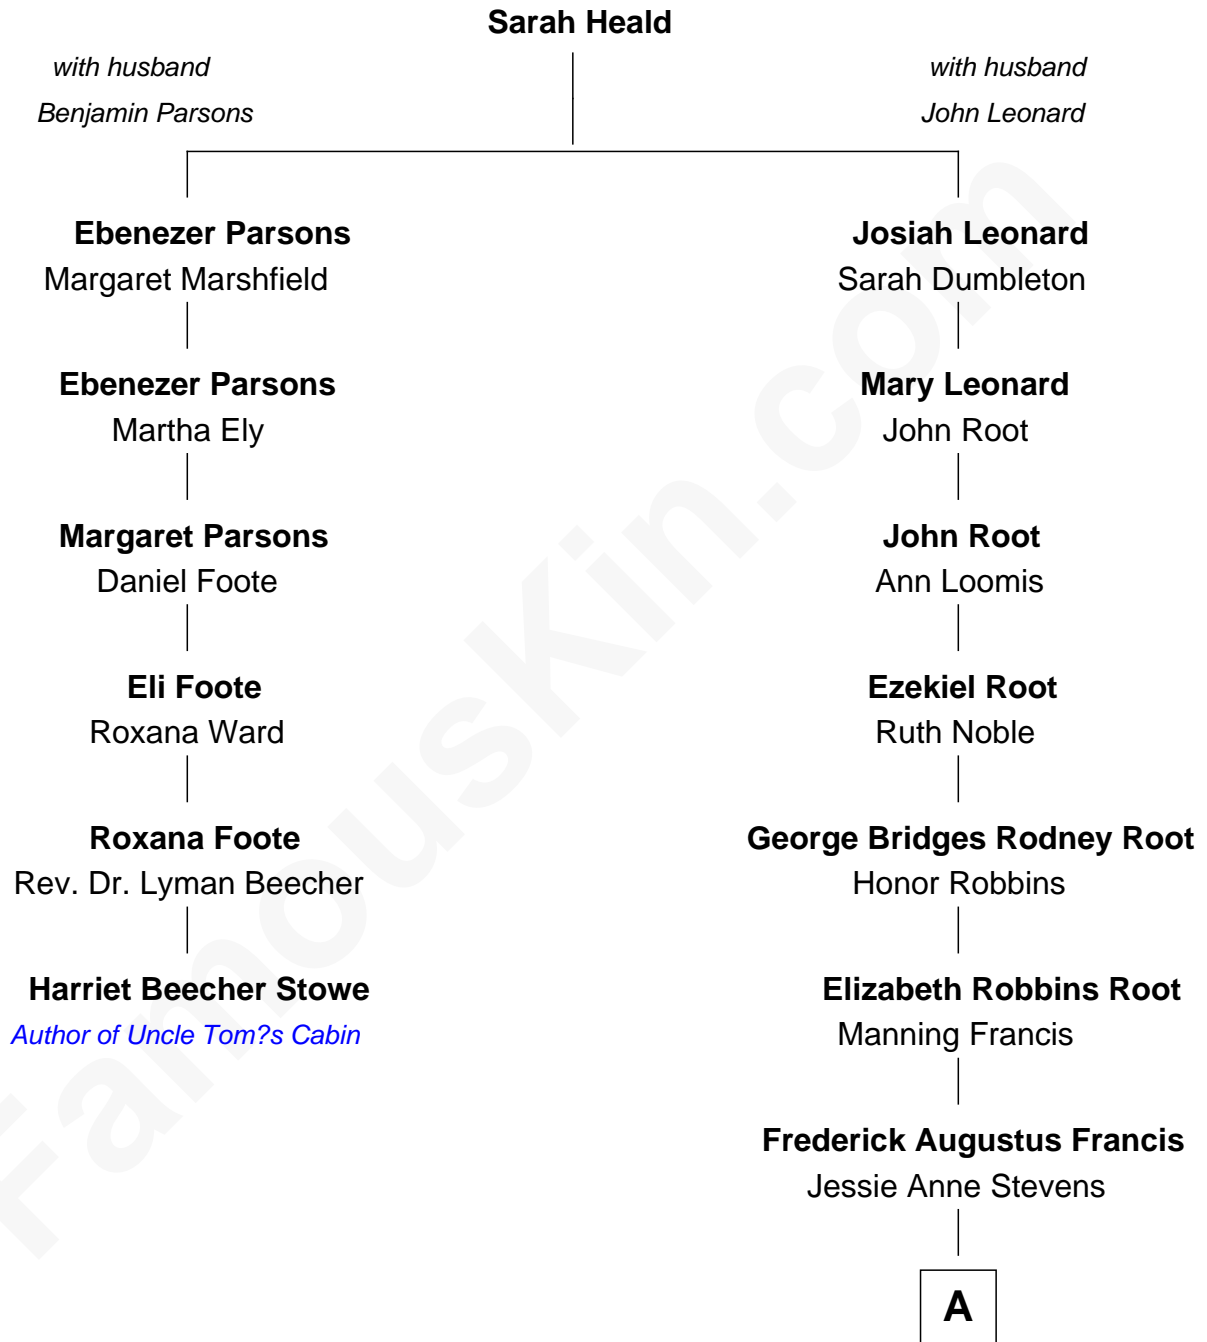 Sarah Heald
with husband
Benjamin Parsons
with husband
John Leonard
Ebenezer Parsons
Margaret Marshfield
Josiah Leonard
Sarah Dumbleton
Ebenezer Parsons
Martha Ely
Mary Leonard
John Root
Margaret Parsons
Daniel Foote
John Root
Ann Loomis
Eli Foote
Roxana Ward
Ezekiel Root
Ruth Noble
Roxana Foote
Rev. Dr. Lyman Beecher
George Bridges Rodney Root
Honor Robbins
Harriet Beecher Stowe
Author of Uncle Tom?s Cabin
Elizabeth Robbins Root
Manning Francis
Frederick Augustus Francis
Jessie Anne Stevens
A
FamousKin.com